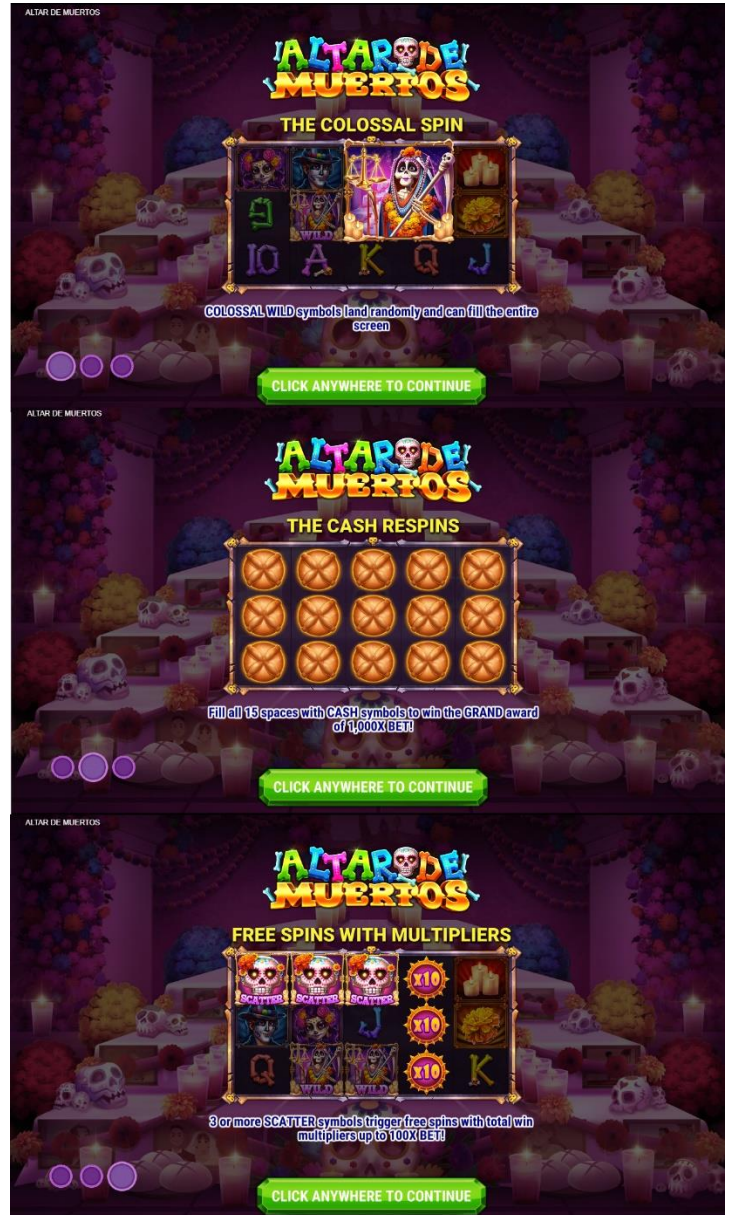 ALTAR DE MUERTOS
ALTAR DE
MUERTOS
THE COLOSSAL SPIN
9
WILD
10 A K Q J
COLOSSAL WILD symbols land randomly and can fill the entire
screen
CLICK ANYWHERE TO CONTINUE
ALTAR DE MUERTOS
ALTAR DE
MUERTOS
THE CASH RESPINS
Fill all 15 spaces with CASH symbols to win the GRAND award
of 1,000X BET!
CLICK ANYWHERE TO CONTINUE
ALTAR DE MUERTOS
ALTAR DE
MUERTOS
FREE SPINS WITH MULTIPLIERS
SCATTER SCATTER SCATTER X10
J X10
Q WILD WILD X10 K
3 or more SCATTER symbols trigger free spins with total win
multipliers up to 100X BET!
CLICK ANYWHERE TO CONTINUE